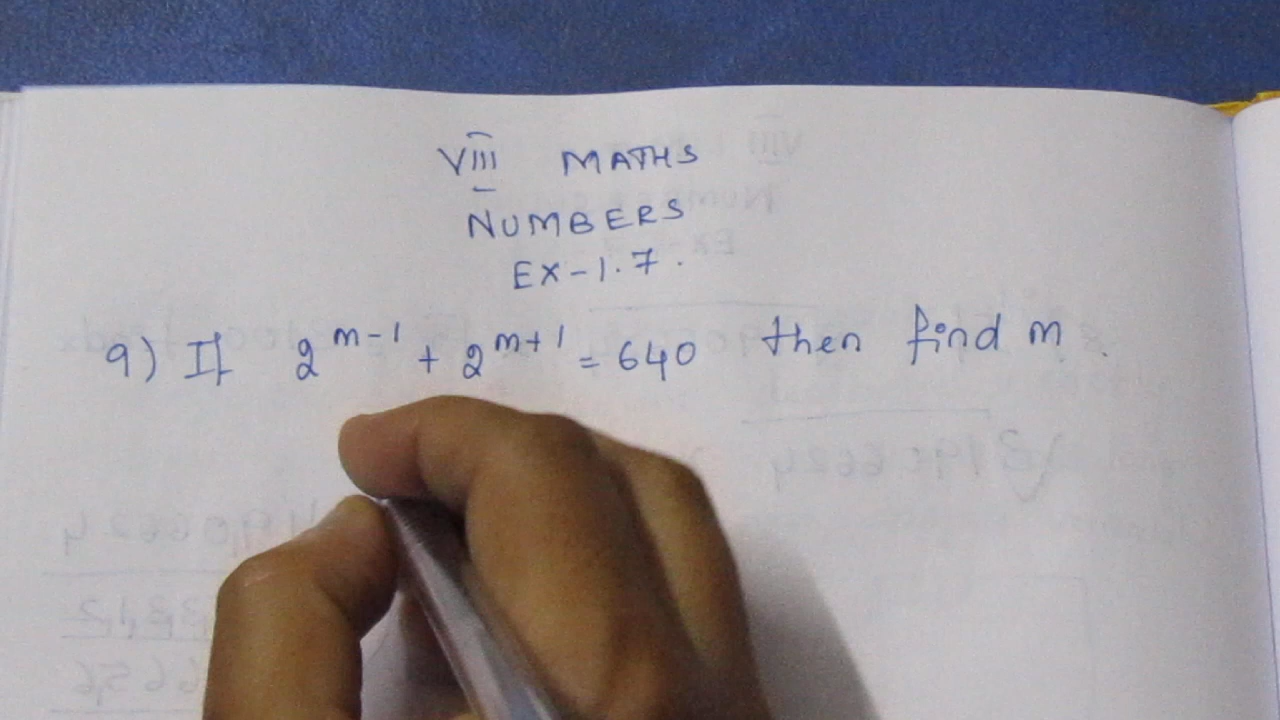 VIII MATHS
NUMBERS
EX-1.7.
9) If 2^{m-1} + 2^{m+1} = 640 then find m.